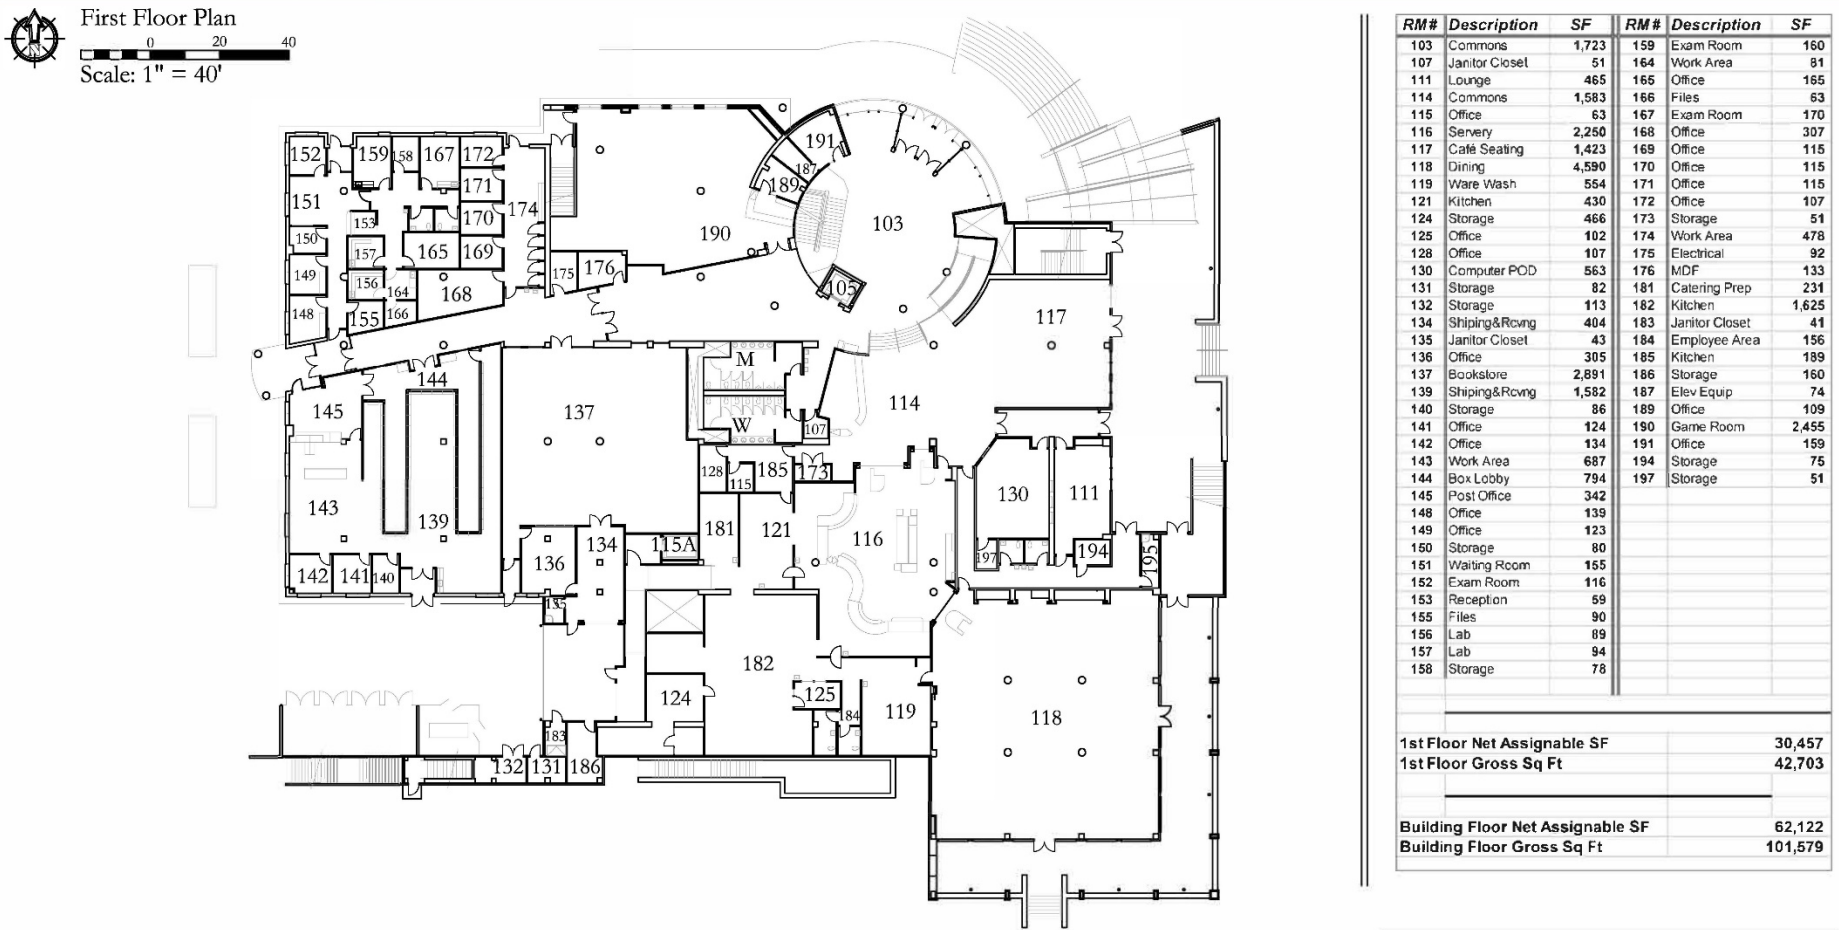 First Floor Plan
0 20 40
N
Scale: 1" = 40'
152
159
158
167
172
151
171
174
153
170
150
157
165
169
149
156
164
168
148
155
166
175
176
190
191
187
189
103
105
117
144
145
137
M
W
107
114
143
139
128
115
185
173
130
111
142
141
140
136
134
115A
181
121
116
197
194
195
135
182
124
125
184
119
118
183
132
131
186
RM# Description SF RM# Description SF
103 Commons 1,723 159 Exam Room 160
107 Janitor Closet 51 164 Work Area 81
111 Lounge 465 165 Office 165
114 Commons 1,583 166 Files 63
115 Office 63 167 Exam Room 170
116 Servery 2,250 168 Office 307
117 Café Seating 1,423 169 Office 115
118 Dining 4,590 170 Office 115
119 Ware Wash 554 171 Office 115
121 Kitchen 430 172 Office 107
124 Storage 466 173 Storage 51
125 Office 102 174 Work Area 478
128 Office 107 175 Electrical 92
130 Computer POD 563 176 MDF 133
131 Storage 82 181 Catering Prep 231
132 Storage 113 182 Kitchen 1,625
134 Shiping&Rcvng 404 183 Janitor Closet 41
135 Janitor Closet 43 184 Employee Area 156
136 Office 305 185 Kitchen 189
137 Bookstore 2,891 186 Storage 160
139 Shiping&Rcvng 1,582 187 Elev Equip 74
140 Storage 86 189 Office 109
141 Office 124 190 Game Room 2,455
142 Office 134 191 Office 159
143 Work Area 687 194 Storage 75
144 Box Lobby 794 197 Storage 51
145 Post Office 342
148 Office 139
149 Office 123
150 Storage 80
151 Waiting Room 155
152 Exam Room 116
153 Reception 59
155 Files 90
156 Lab 89
157 Lab 94
158 Storage 78
1st Floor Net Assignable SF 30,457
1st Floor Gross Sq Ft 42,703
Building Floor Net Assignable SF 62,122
Building Floor Gross Sq Ft 101,579